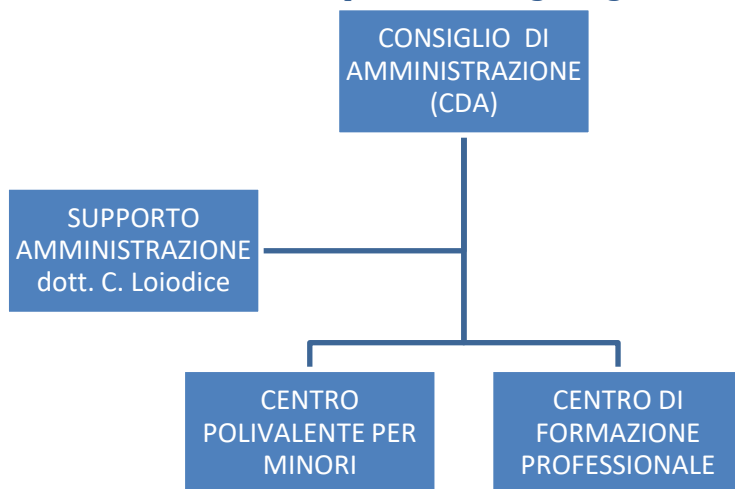 CONSIGLIO DI
AMMINISTRAZIONE
(CDA)
SUPPORTO
AMMINISTRAZIONE
dott. C. Loiodice
CENTRO
POLIVALENTE PER
MINORI
CENTRO DI
FORMAZIONE
PROFESSIONALE